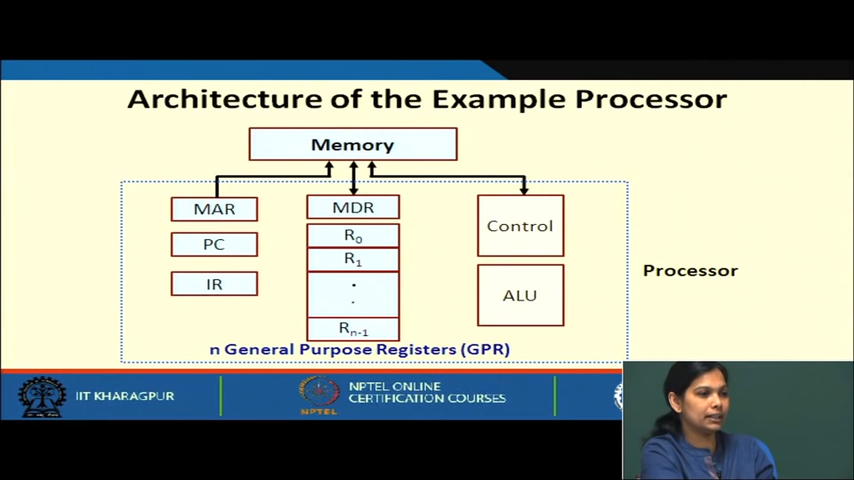 Architecture of the Example Processor
Memory
MAR
MDR
Control
PC
R0
R1
IR
.
.
ALU
Processor
Rn-1
n General Purpose Registers (GPR)
IIT KHARAGPUR
NPTEL
NPTEL ONLINE
CERTIFICATION COURSES